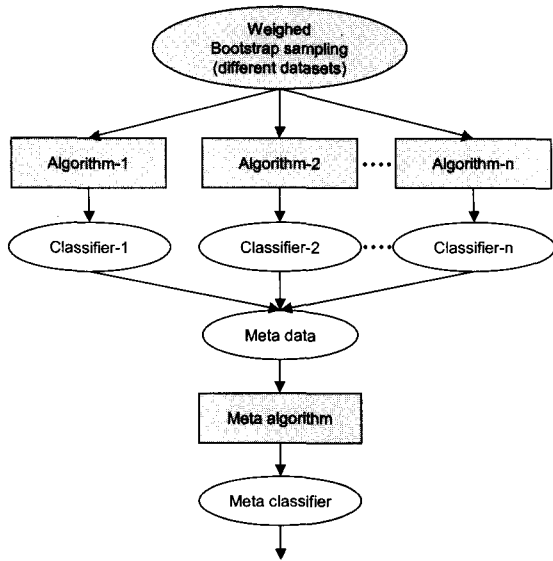 Weighed
Bootstrap sampling
(different datasets)
Algorithm-1
Algorithm-2
....
Algorithm-n
Classifier-1
Classifier-2
....
Classifier-n
Meta data
Meta algorithm
Meta classifier